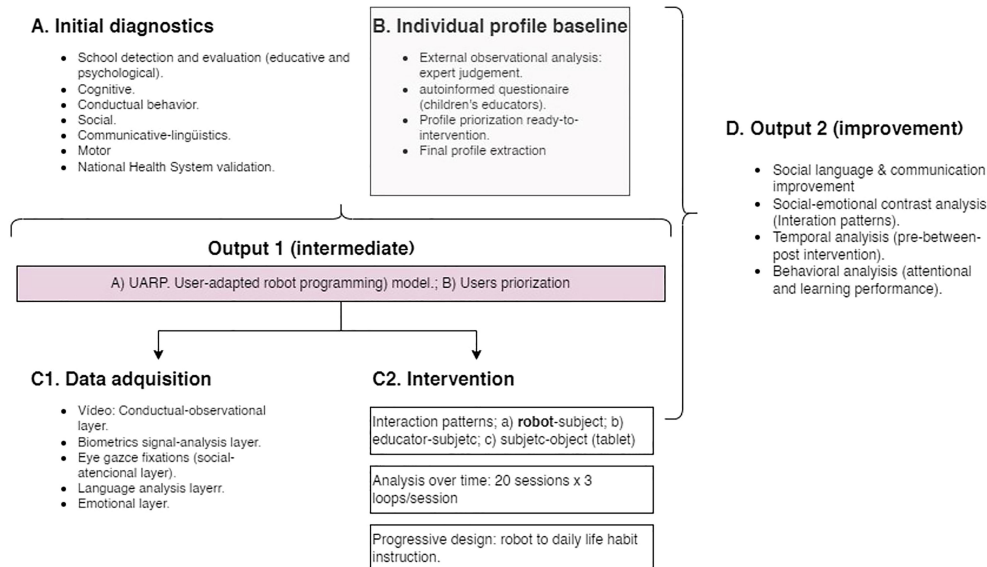 A. Initial diagnostics
School detection and evaluation (educative and
psychological).
Cognitive.
Conductual behavior.
Social.
Communicative-lingüistics.
Motor
National Health System validation.
B. Individual profile baseline
External observational analysis:
expert judgement.
autoinformed questionaire
(children's educators).
Profile priorization ready-to-
intervention.
Final profile extraction
Output 1 (intermediate)
A) UARP. User-adapted robot programming) model.; B) Users priorization
C1. Data adquisition
Vídeo: Conductual-observational
layer.
Biometrics signal-analysis layer.
Eye gazce fixations (social-
atencional layer).
Language analysis layerr.
Emotional layer.
C2. Intervention
Interaction patterns; a) robot-subject; b)
educator-subjetc; c) subjetc-object (tablet)
Analysis over time: 20 sessions x 3
loops/session
Progressive design: robot to daily life habit
instruction.
D. Output 2 (improvement)
Social language & communication
improvement
Social-emotional contrast analysis
(Interation patterns).
Temporal analyisis (pre-between-
post intervention).
Behavioral analyisis (attentional
and learning performance).